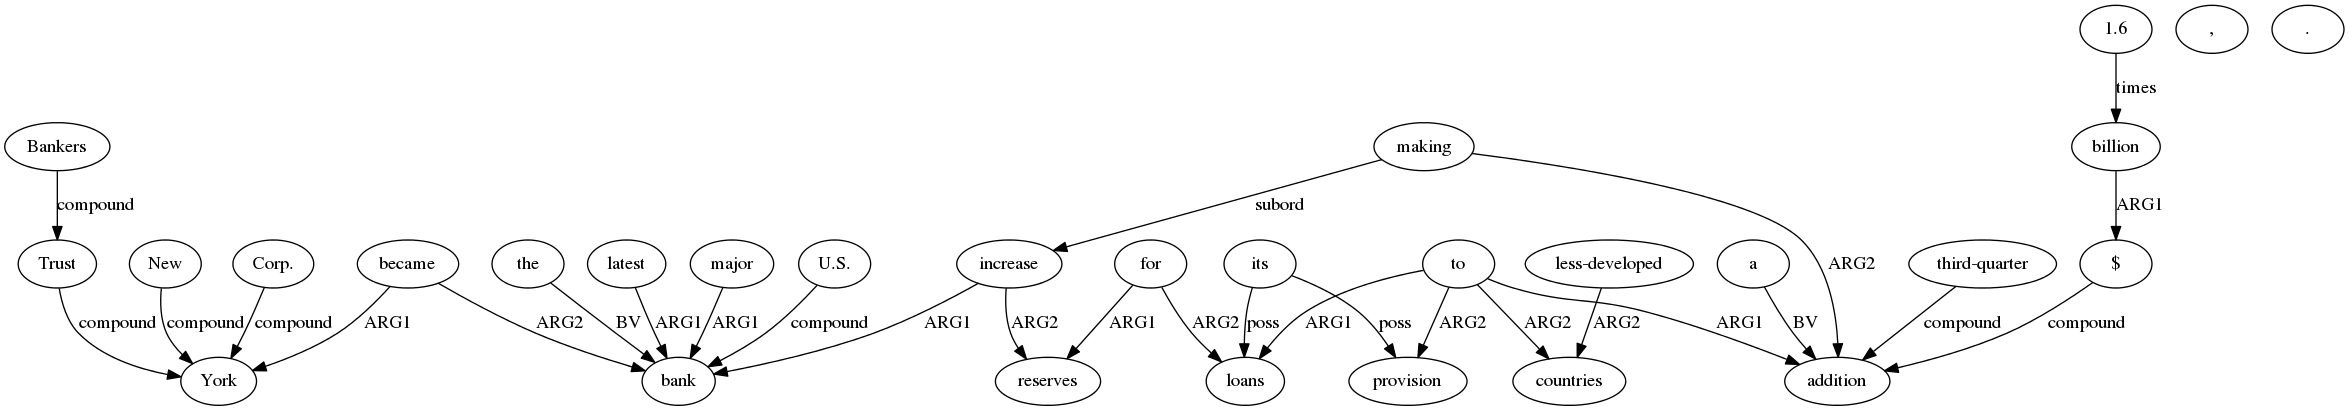 1.6 , .
times
Bankers making billion
compound subord ARG1
Trust New Corp. became the latest major U.S. increase for its to less-developed a third-quarter $
ARG2
compound compound compound ARG1 ARG2 BV ARG1 ARG1 compound ARG1 ARG2 ARG1 ARG2 poss ARG1 poss ARG2 ARG2 ARG2 ARG1 BV compound compound
York bank reserves loans provision countries addition